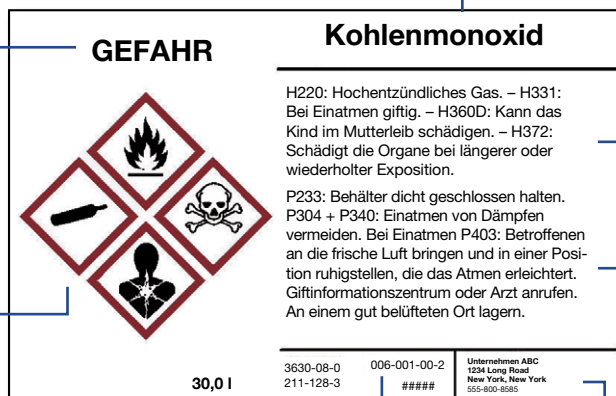 GEFAHR
Kohlenmonoxid
H220: Hochentzündliches Gas. – H331:
Bei Einatmen giftig. – H360D: Kann das
Kind im Mutterleib schädigen. – H372:
Schädigt die Organe bei längerer oder
wiederholter Exposition.
P233: Behälter dicht geschlossen halten.
P304 + P340: Einatmen von Dämpfen
vermeiden. Bei Einatmen P403: Betroffenen
an die frische Luft bringen und in einer Posi-
tion ruhigstellen, die das Atmen erleichtert.
Giftinformationszentrum oder Arzt anrufen.
An einem gut belüfteten Ort lagern.
30,0 l
3630-08-0
211-128-3
006-001-00-2
#####
Unternehmen ABC
1234 Long Road
New York, New York
555-800-8585